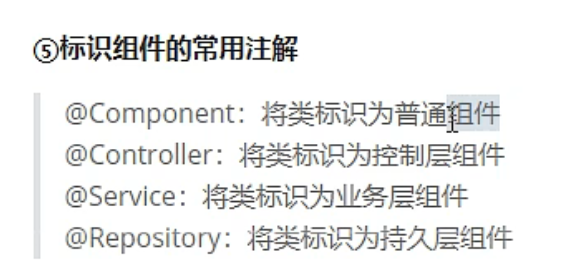 ⑤标识组件的常用注解
@Component：将类标识为普通组件
@Controller：将类标识为控制层组件
@Service：将类标识为业务层组件
@Repository：将类标识为持久层组件